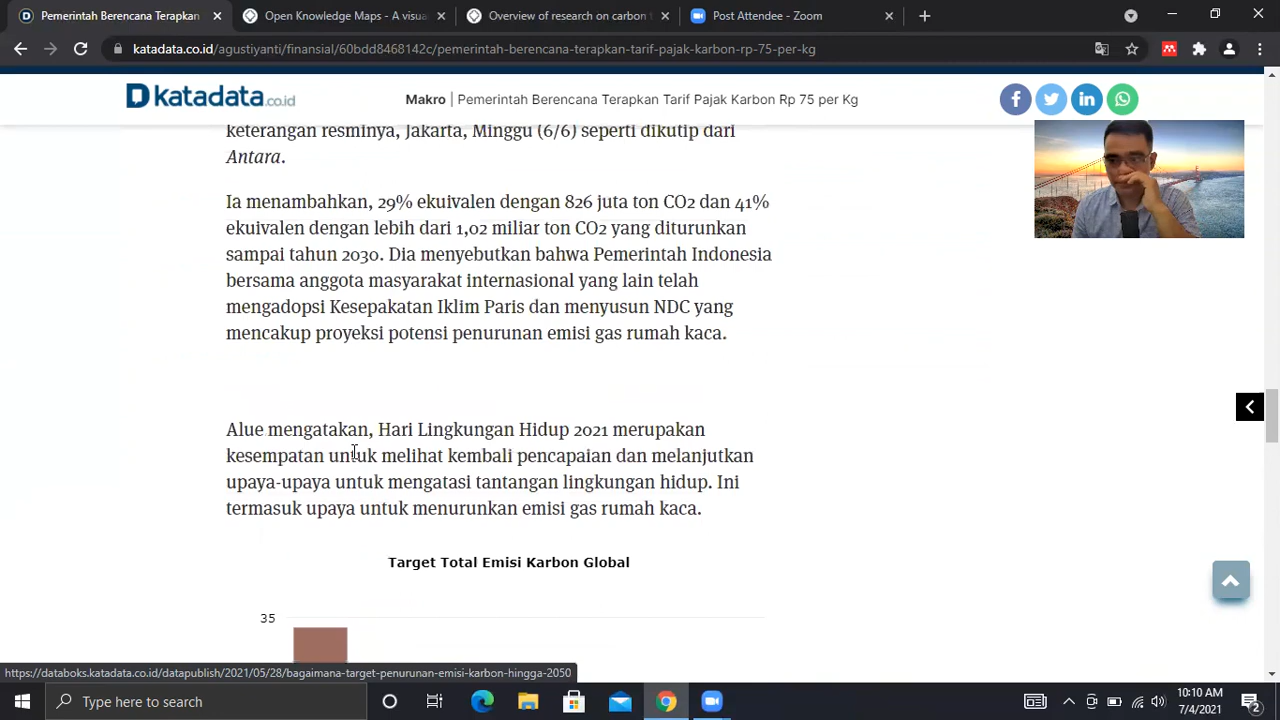 Pemerintah Berencana Terapkan
Open Knowledge Maps - A visua
Overview of research on carbon t
Post Attendee - Zoom
katadata.co.id/agustiyanti/finansial/60bdd8468142c/pemerintah-berencana-terapkan-tarif-pajak-karbon-rp-75-per-kg
katadata.co.id
Makro | Pemerintah Berencana Terapkan Tarif Pajak Karbon Rp 75 per Kg
keterangan resminya, Jakarta, Minggu (6/6) seperti dikutip dari
Antara.
Ia menambahkan, 29% ekuivalen dengan 826 juta ton CO2 dan 41%
ekuivalen dengan lebih dari 1,02 miliar ton CO2 yang diturunkan
sampai tahun 2030. Dia menyebutkan bahwa Pemerintah Indonesia
bersama anggota masyarakat internasional yang lain telah
mengadopsi Kesepakatan Iklim Paris dan menyusun NDC yang
mencakup proyeksi potensi penurunan emisi gas rumah kaca.
Alue mengatakan, Hari Lingkungan Hidup 2021 merupakan
kesempatan untuk melihat kembali pencapaian dan melanjutkan
upaya-upaya untuk mengatasi tantangan lingkungan hidup. Ini
termasuk upaya untuk menurunkan emisi gas rumah kaca.
Target Total Emisi Karbon Global
35
https://databoks.katadata.co.id/datapublish/2021/05/28/bagaimana-target-penurunan-emisi-karbon-hingga-2050
Type here to search
10:10 AM
7/4/2021
2